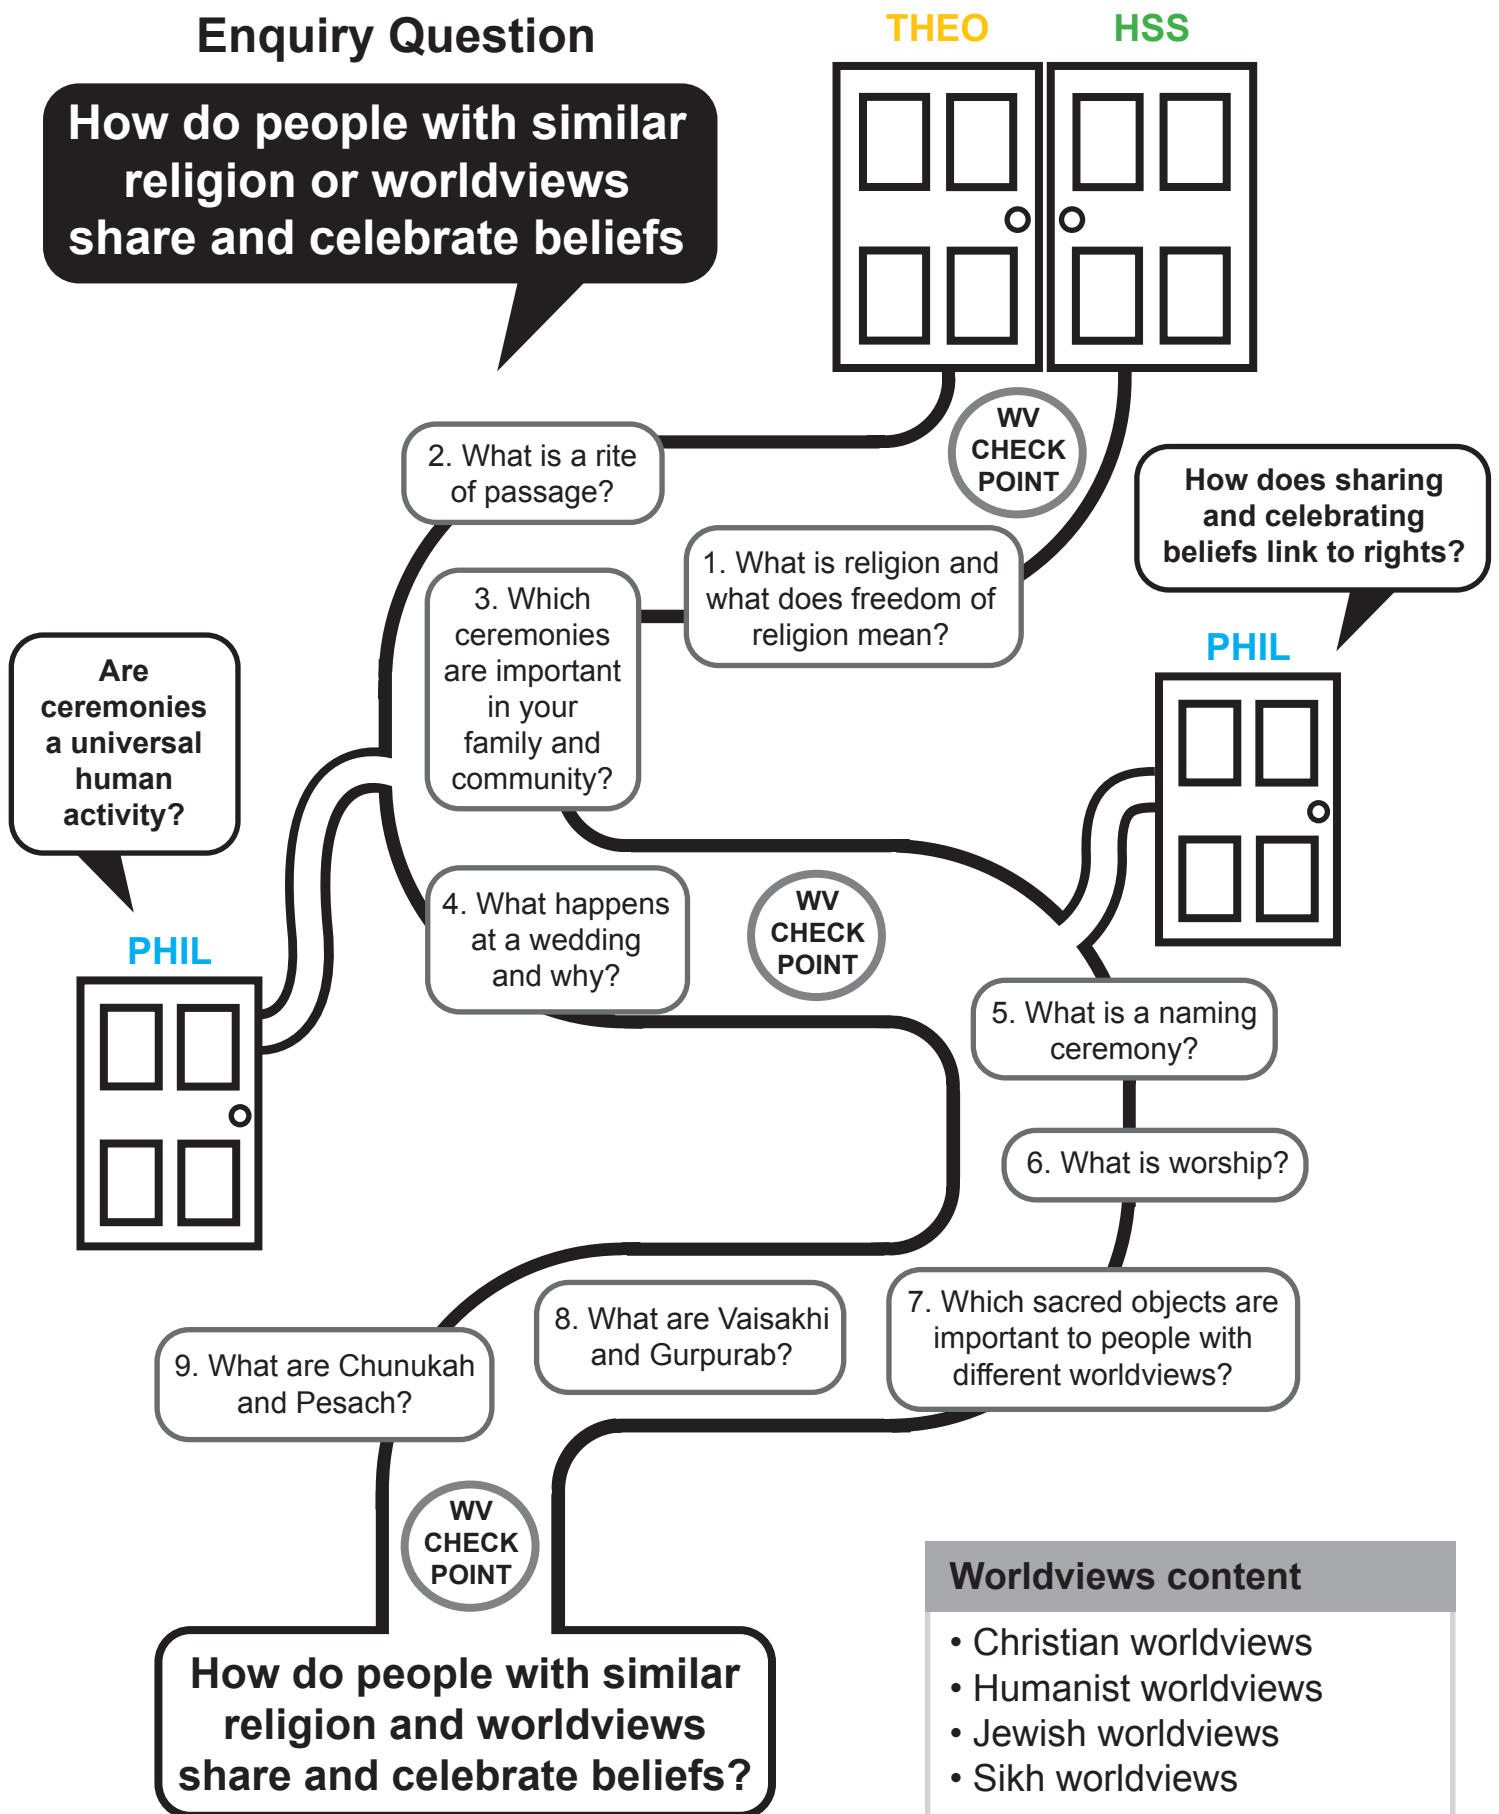 Enquiry Question
THEO
HSS
How do people with similar
religion or worldviews
share and celebrate beliefs
WV
CHECK
POINT
2. What is a rite
of passage?
How does sharing
and celebrating
beliefs link to rights?
1. What is religion and
what does freedom of
religion mean?
3. Which
ceremonies
are important
in your
family and
community?
PHIL
Are
ceremonies
a universal
human
activity?
4. What happens
at a wedding
and why?
WV
CHECK
POINT
PHIL
5. What is a naming
ceremony?
6. What is worship?
7. Which sacred objects are
important to people with
different worldviews?
8. What are Vaisakhi
and Gurpurab?
9. What are Chunukah
and Pesach?
WV
CHECK
POINT
How do people with similar
religion and worldviews
share and celebrate beliefs?
Worldviews content
• Christian worldviews
• Humanist worldviews
• Jewish worldviews
• Sikh worldviews